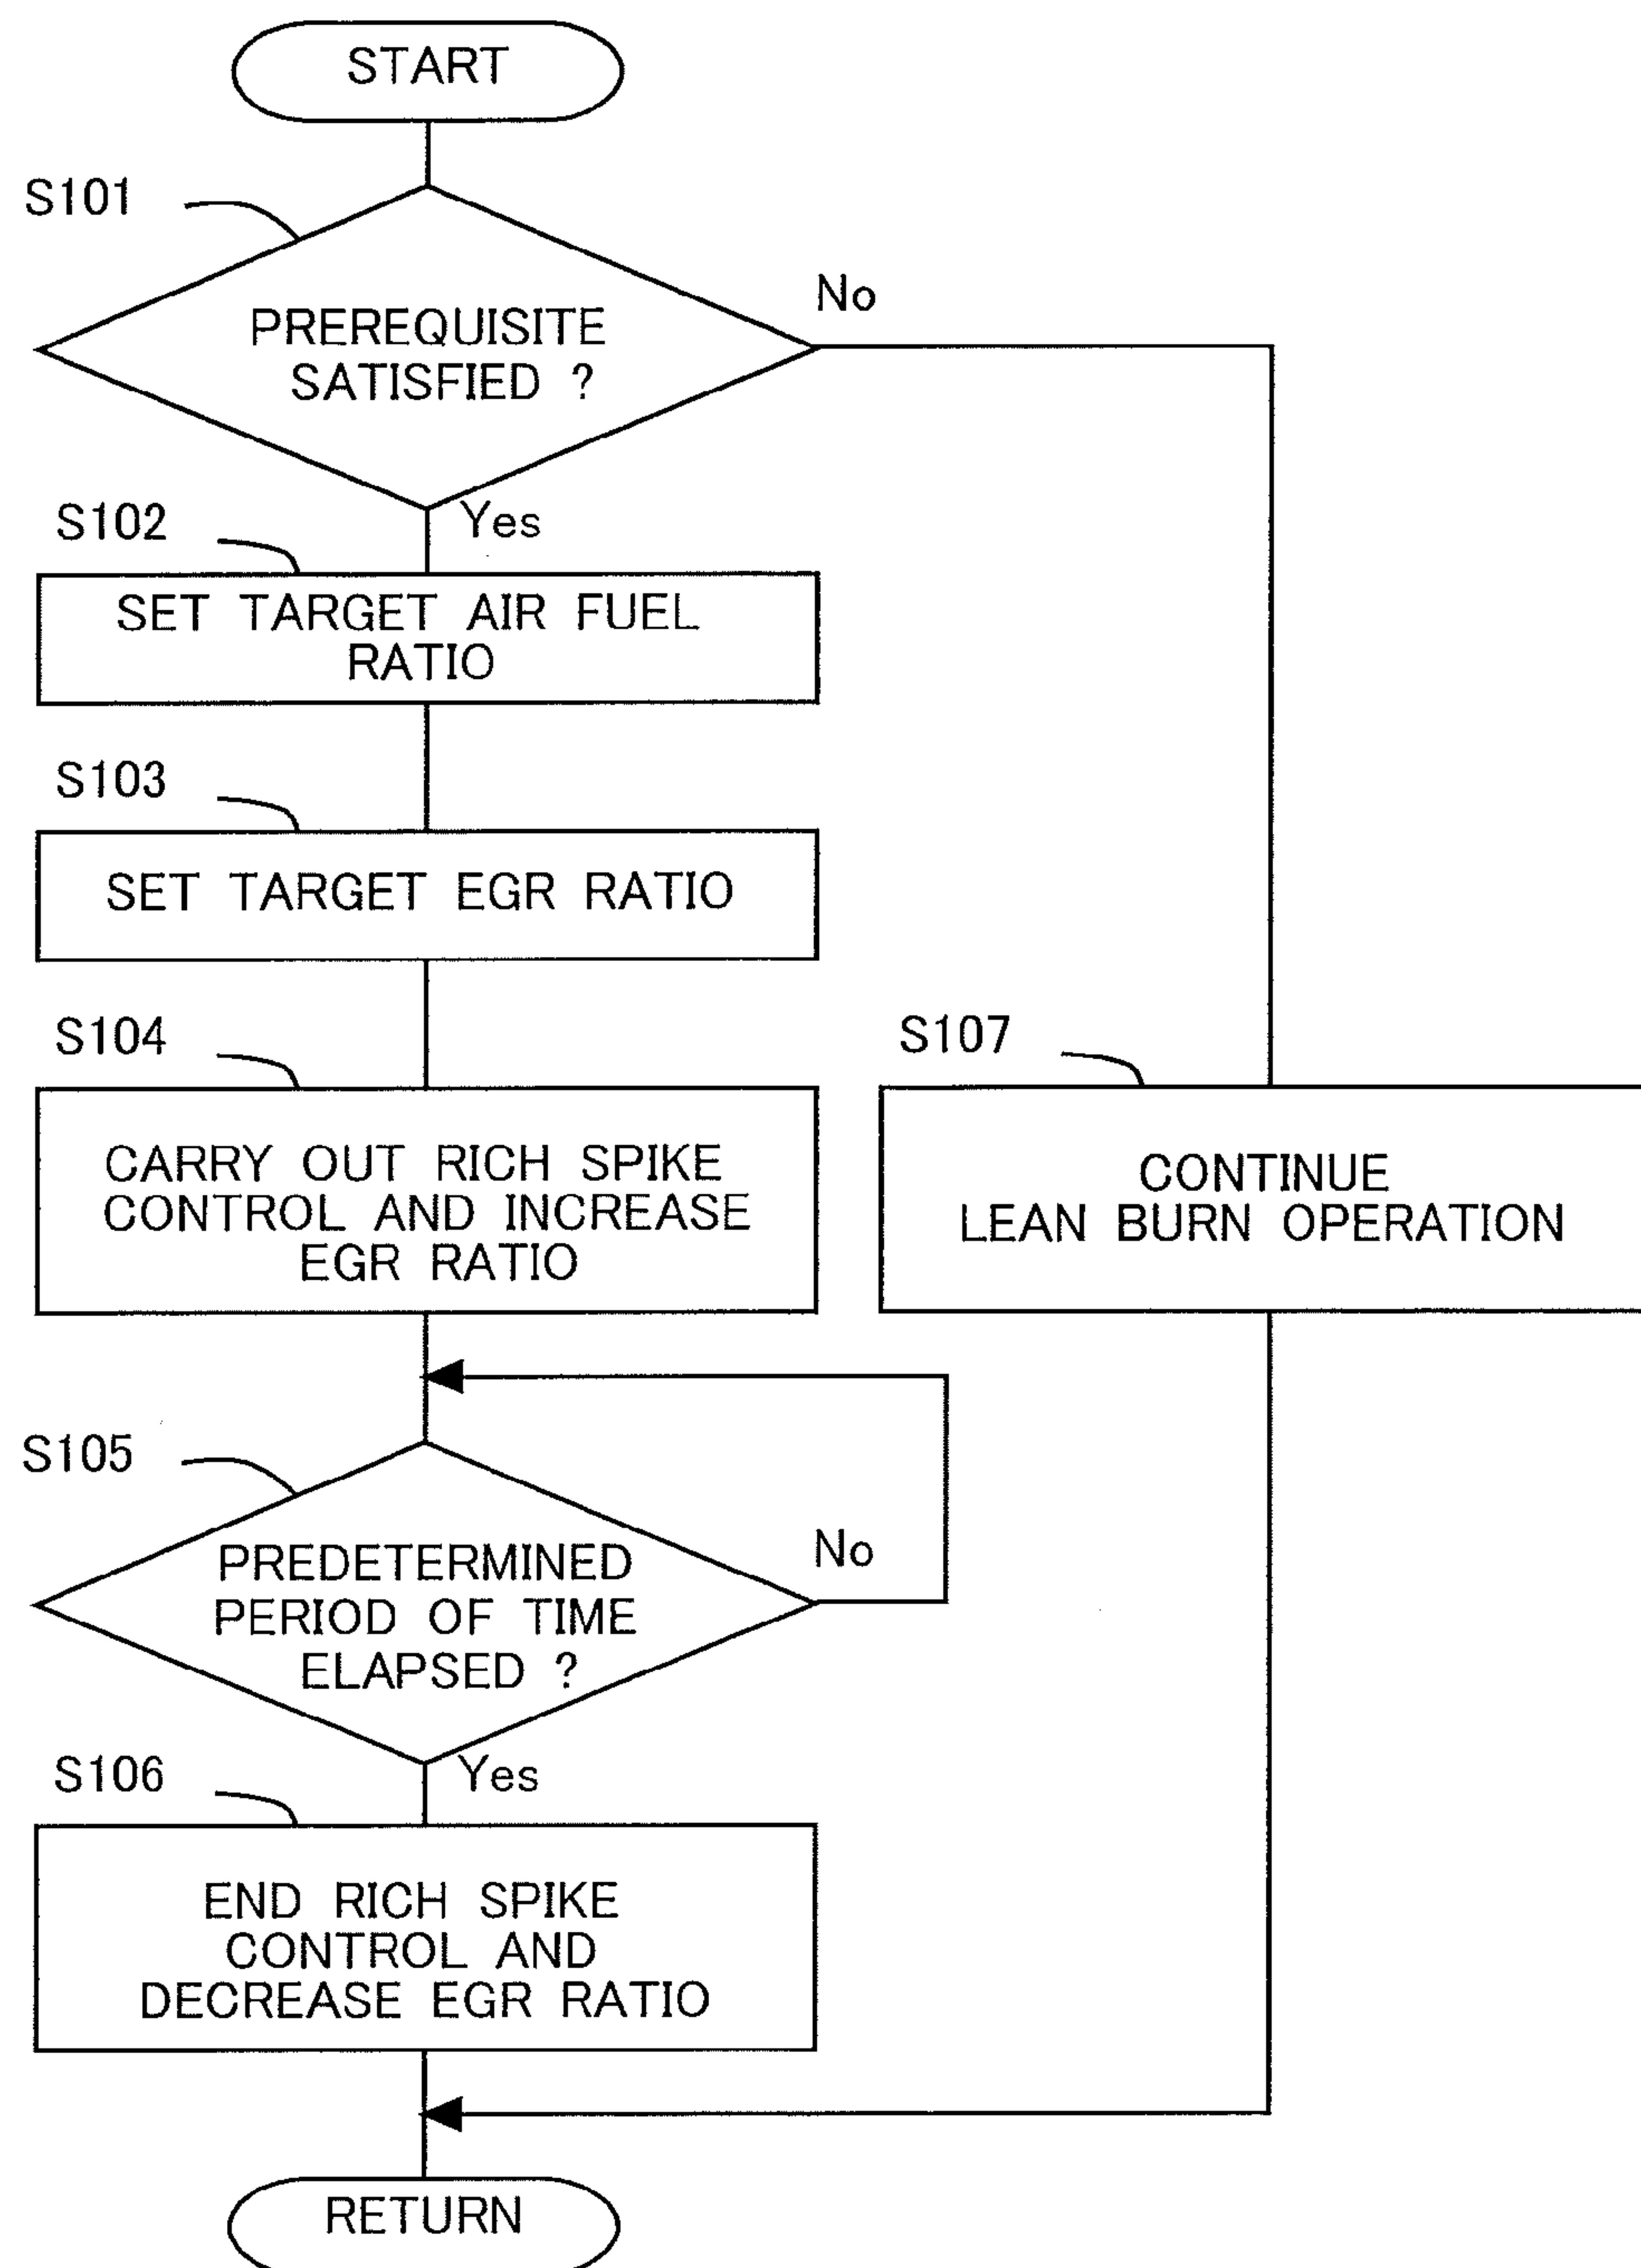 START
S101
No
PREREQUISITE
SATISFIED ?
S102
Yes
SET TARGET AIR FUEL
RATIO
S103
SET TARGET EGR RATIO
S104
S107
CARRY OUT RICH SPIKE
CONTROL AND INCREASE
EGR RATIO
CONTINUE
LEAN BURN OPERATION
S105
No
PREDETERMINED
PERIOD OF TIME
ELAPSED ?
S106
Yes
END RICH SPIKE
CONTROL AND
DECREASE EGR RATIO
RETURN